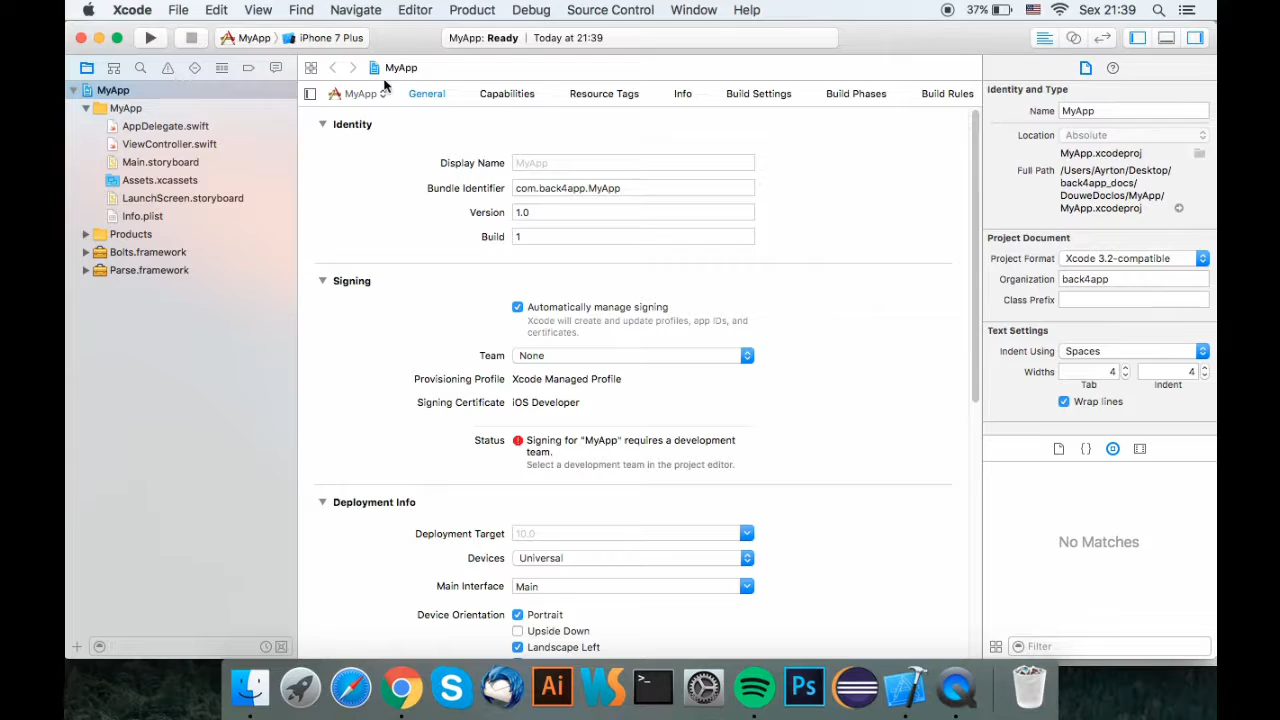 Xcode File Edit View Find Navigate Editor Product Debug Source Control Window Help 37% Sex 21:39
MyApp iPhone 7 Plus MyApp: Ready Today at 21:39
MyApp
MyApp General Capabilities Resource Tags Info Build Settings Build Phases Build Rules
MyApp
MyApp
AppDelegate.swift
ViewController.swift
Main.storyboard
Assets.xcassets
LaunchScreen.storyboard
Info.plist
Products
Bolts.framework
Parse.framework
Identity
Display Name MyApp
Bundle Identifier com.back4app.MyApp
Version 1.0
Build 1
Signing
Automatically manage signing
Xcode will create and update profiles, app IDs, and
certificates.
Team None
Provisioning Profile Xcode Managed Profile
Signing Certificate iOS Developer
Status Signing for "MyApp" requires a development
team.
Select a development team in the project editor.
Deployment Info
Deployment Target 10.0
Devices Universal
Main Interface Main
Device Orientation Portrait
Upside Down
Landscape Left
Identity and Type
Name MyApp
Location Absolute
MyApp.xcodeproj
Full Path /Users/Ayrton/Desktop/
back4app_docs/
DouweDocIos/MyApp/
MyApp.xcodeproj
Project Document
Project Format Xcode 3.2-compatible
Organization back4app
Class Prefix
Text Settings
Indent Using Spaces
Widths 4 4
Tab Indent
Wrap lines
No Matches
Filter
S Ai WS >_ Ps